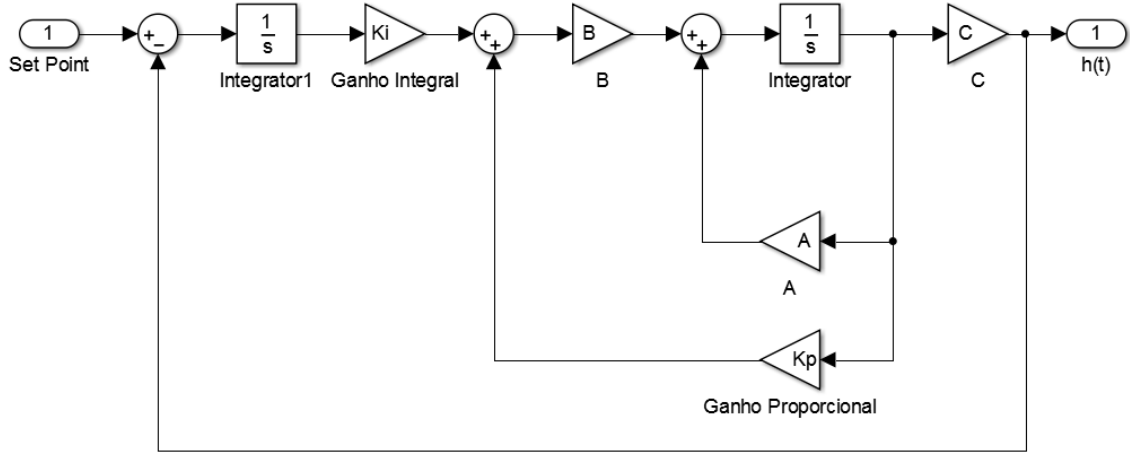 1
Set Point
+
−
1
s
Integrator1
Ki
Ganho Integral
+
+
B
B
+
+
1
s
Integrator
C
C
1
h(t)
A
A
Kp
Ganho Proporcional